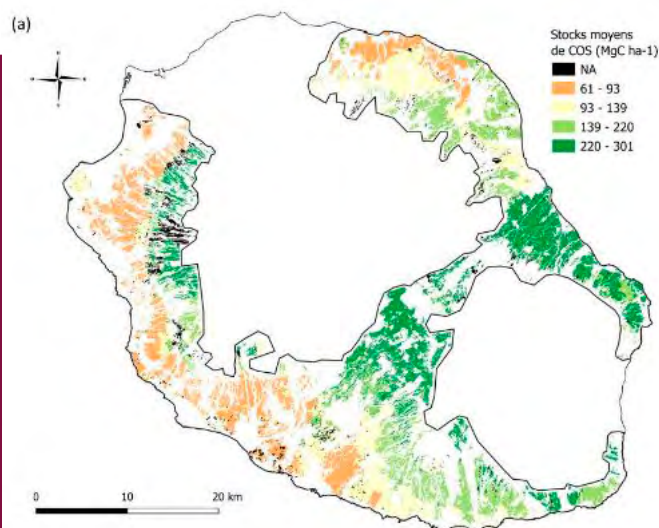 (a)
Stocks moyens
de COS (MgC ha-1)
NA
61 - 93
93 - 139
139 - 220
220 - 301
0 10 20 km